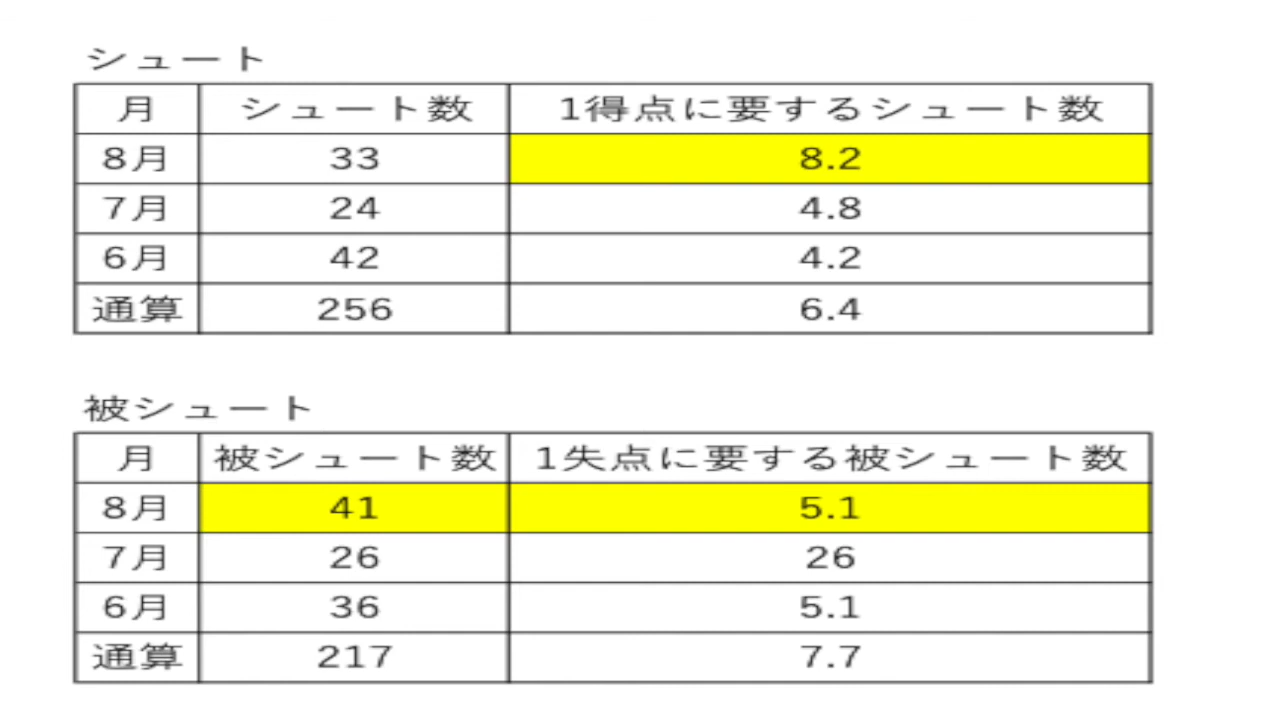 シュート
月 シュート数 1得点に要するシュート数
8月 33 8.2
7月 24 4.8
6月 42 4.2
通算 256 6.4
被シュート
月 被シュート数 1失点に要する被シュート数
8月 41 5.1
7月 26 26
6月 36 5.1
通算 217 7.7